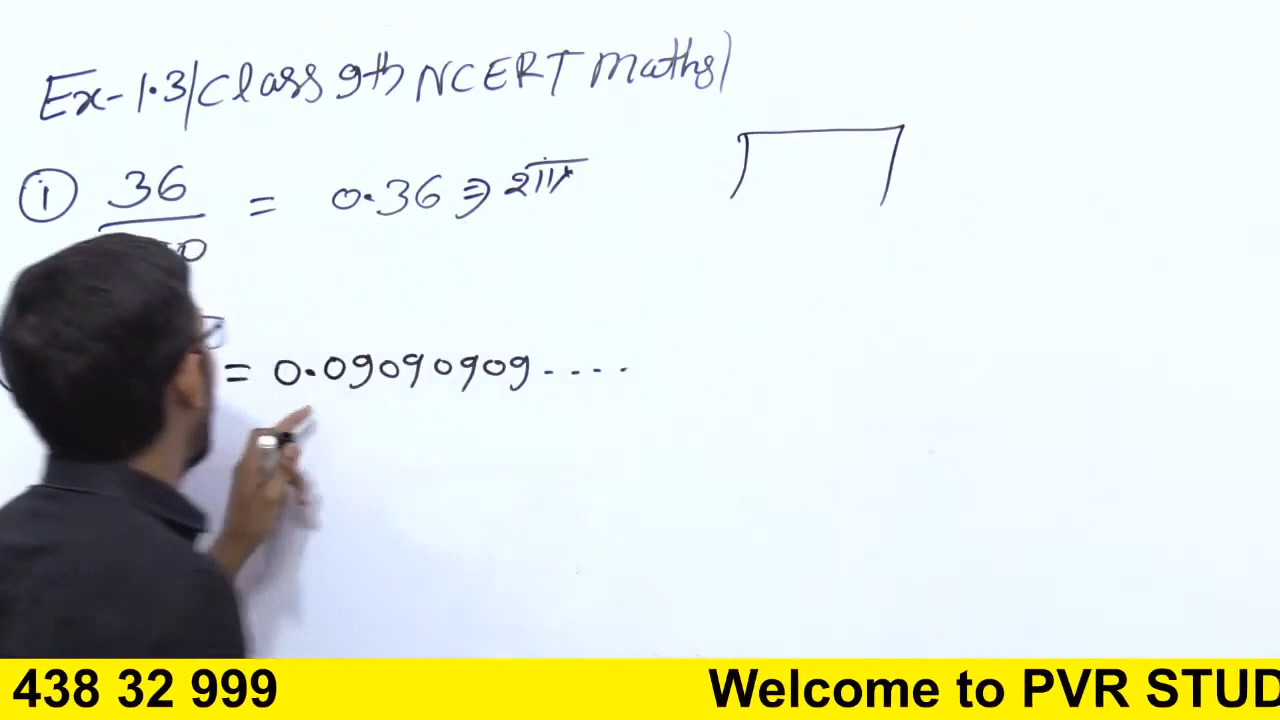 Ex-1.3/Class 9th NCERT Maths)
① 36 = 0.36 ⇒
0
= 0.09090909....
438 32 999 Welcome to PVR STUD